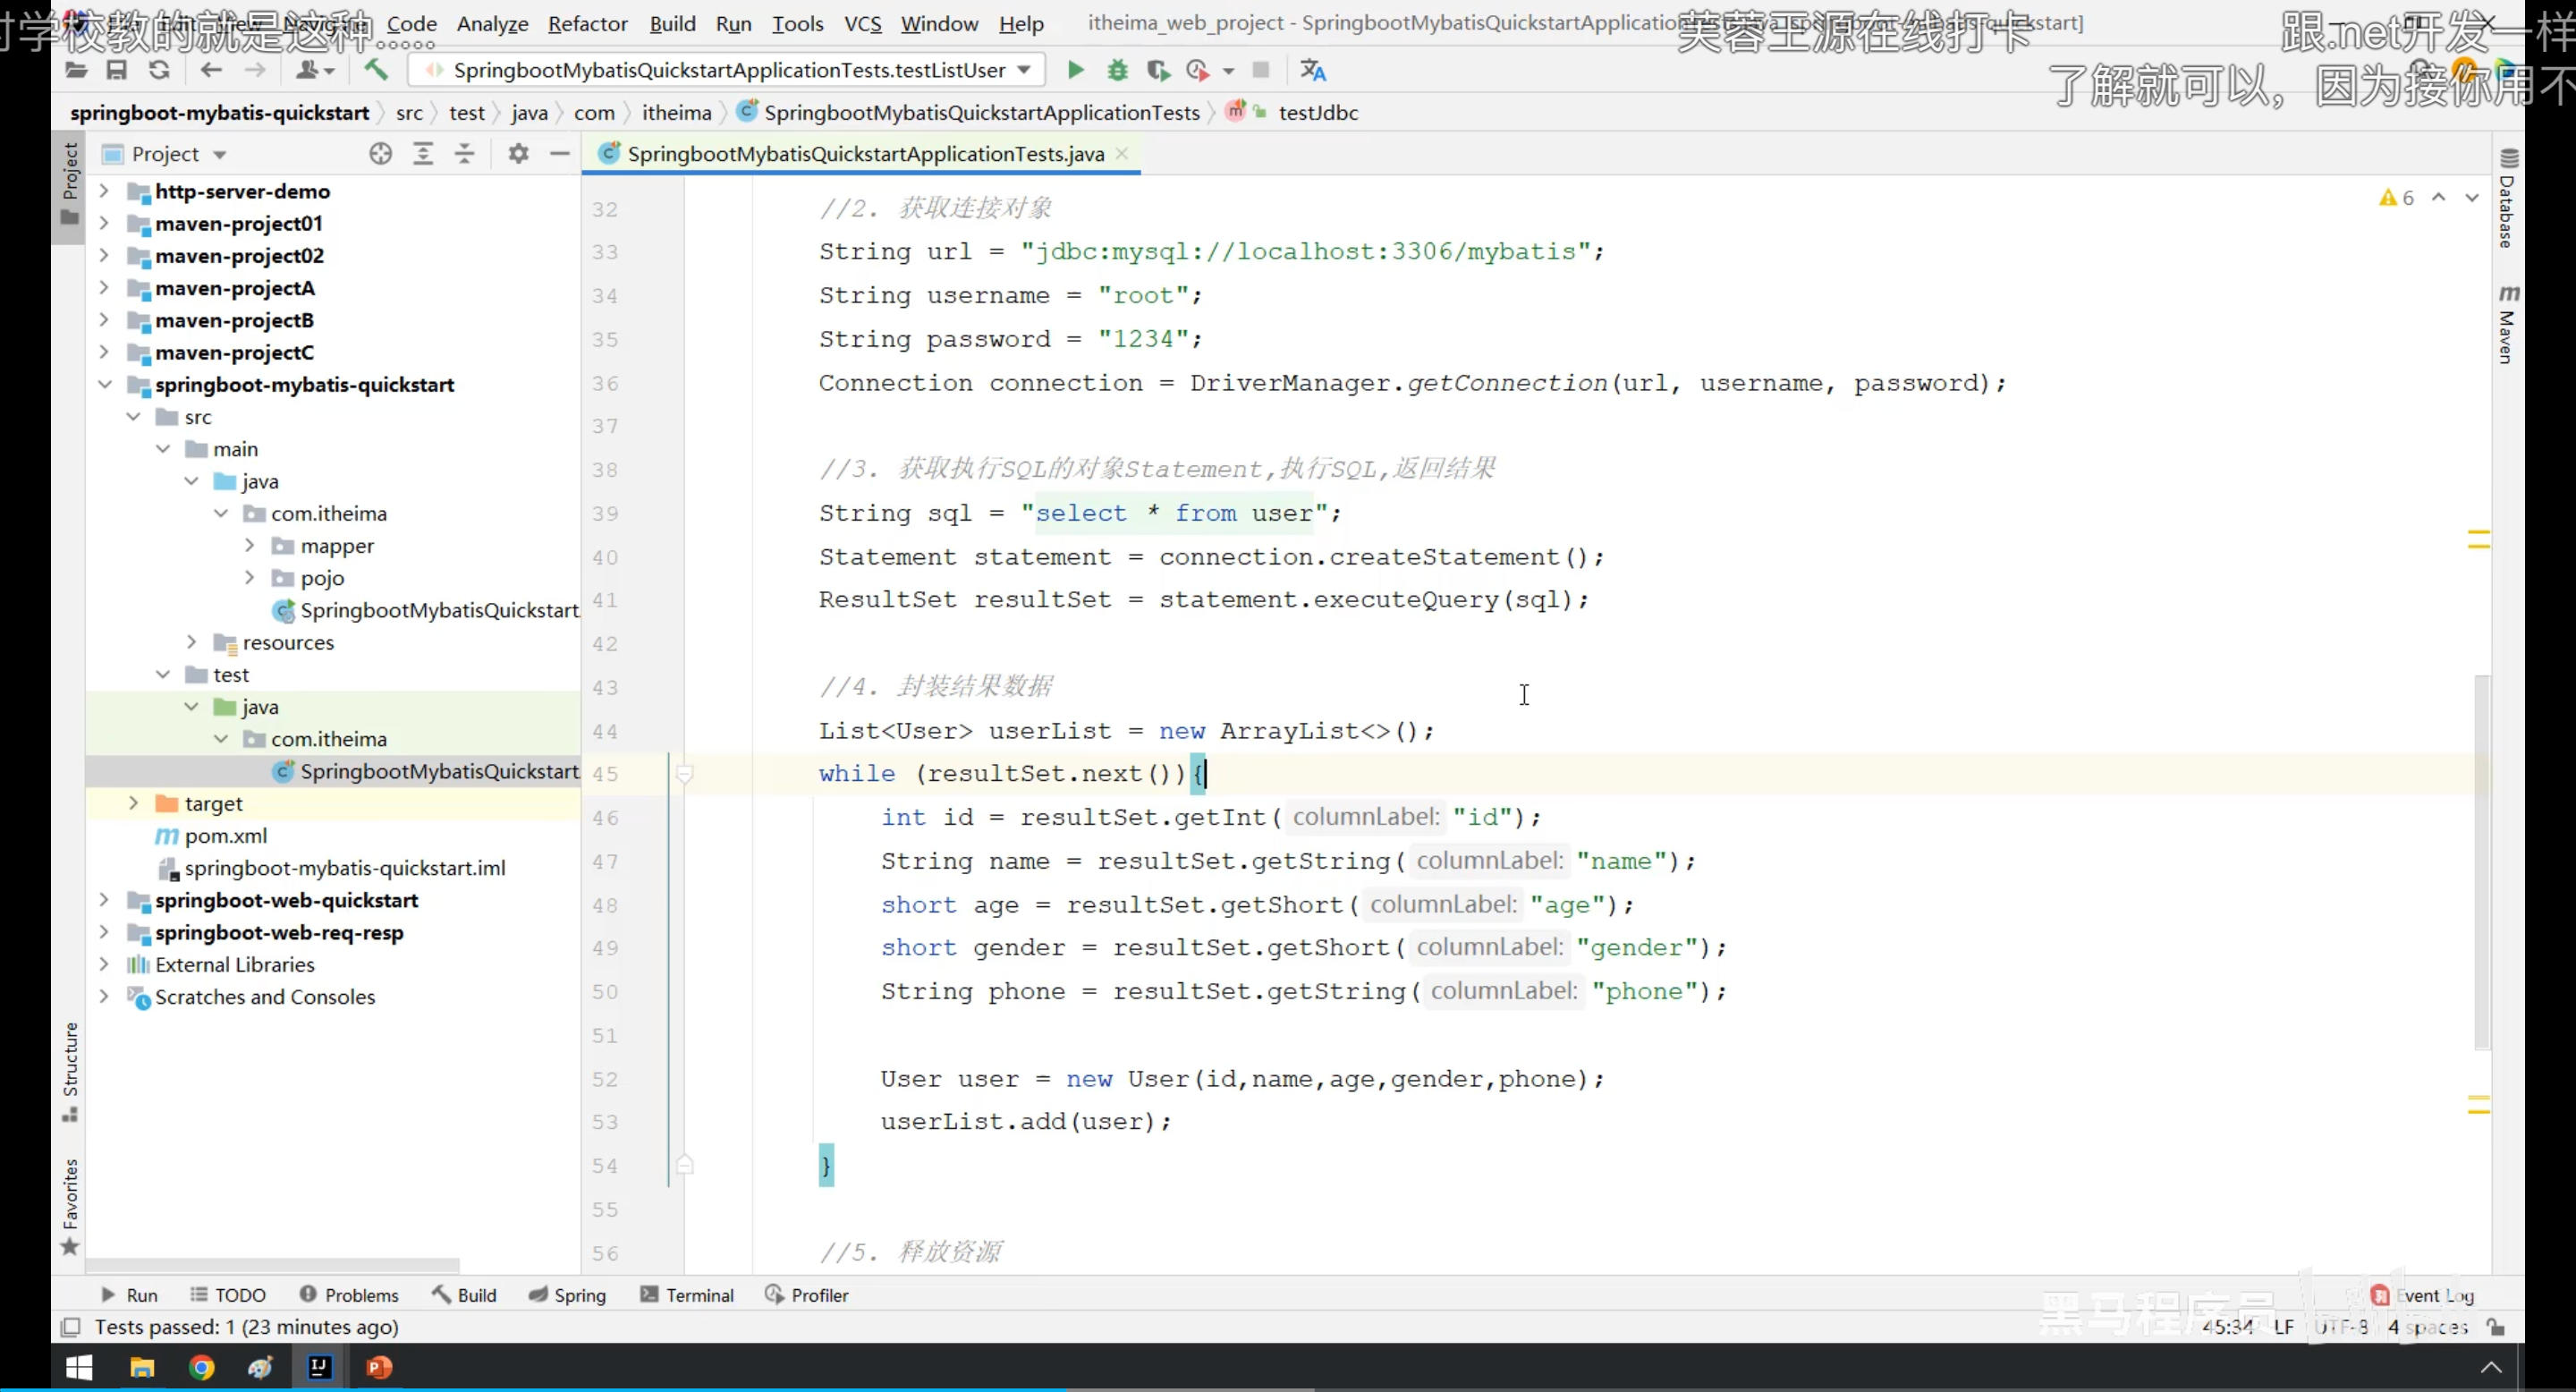 时学校教的就是这种.....
Code Analyze Refactor Build Run Tools VCS Window Help
itheima_web_project - SpringbootMybatisQuickstartApplication
quickstart]
芙蓉王源在线打卡
跟.net开发一样
了解就可以，因为接你用不
SpringbootMybatisQuickstartApplicationTests.testListUser
springboot-mybatis-quickstart src test java com itheima SpringbootMybatisQuickstartApplicationTests testJdbc
Project
SpringbootMybatisQuickstartApplicationTests.java
Project
Structure
Favorites
http-server-demo
maven-project01
maven-project02
maven-projectA
maven-projectB
maven-projectC
springboot-mybatis-quickstart
src
main
java
com.itheima
mapper
pojo
SpringbootMybatisQuickstart
resources
test
java
com.itheima
SpringbootMybatisQuickstart
target
pom.xml
springboot-mybatis-quickstart.iml
springboot-web-quickstart
springboot-web-req-resp
External Libraries
Scratches and Consoles
6
32 //2. 获取连接对象
33 String url = "jdbc:mysql://localhost:3306/mybatis";
34 String username = "root";
35 String password = "1234";
36 Connection connection = DriverManager.getConnection(url, username, password);
37
38 //3. 获取执行SQL的对象Statement,执行SQL,返回结果
39 String sql = "select * from user";
40 Statement statement = connection.createStatement();
41 ResultSet resultSet = statement.executeQuery(sql);
42
43 //4. 封装结果数据
44 List<User> userList = new ArrayList<>();
45 while (resultSet.next()){
46 int id = resultSet.getInt( columnLabel: "id");
47 String name = resultSet.getString( columnLabel: "name");
48 short age = resultSet.getShort( columnLabel: "age");
49 short gender = resultSet.getShort( columnLabel: "gender");
50 String phone = resultSet.getString( columnLabel: "phone");
51
52 User user = new User(id,name,age,gender,phone);
53 userList.add(user);
54 }
55
56 //5. 释放资源
Database
Maven
Run TODO Problems Build Spring Terminal Profiler
Event Log
Tests passed: 1 (23 minutes ago)
黑马程序员
45:34 LF UTF-8 4 spaces